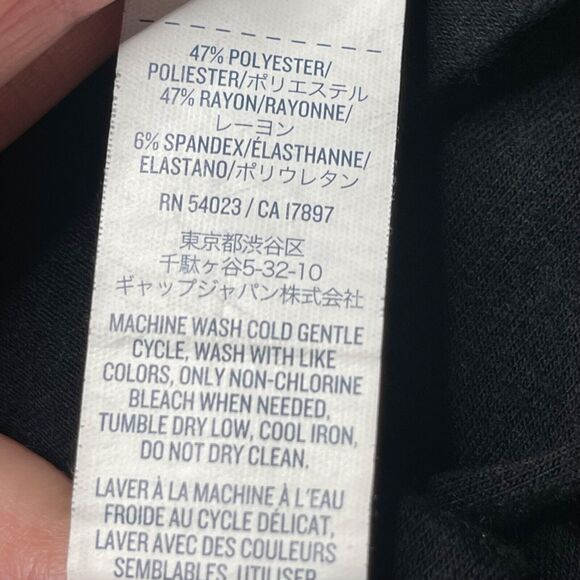 47% POLYESTER/
POLIESTER/ポリエステル
47% RAYON/RAYONNE/
レーヨン
6% SPANDEX/ÉLASTHANNE/
ELASTANO/ポリウレタン
RN 54023 / CA 17897
東京都渋谷区
千駄ヶ谷5-32-10
ギャップジャパン株式会社
MACHINE WASH COLD GENTLE
CYCLE, WASH WITH LIKE
COLORS, ONLY NON-CHLORINE
BLEACH WHEN NEEDED,
TUMBLE DRY LOW, COOL IRON,
DO NOT DRY CLEAN.
LAVER À LA MACHINE À L'EAU
FROIDE AU CYCLE DÉLICAT,
LAVER AVEC DES COULEURS
SEMBLABLES, UTILISER